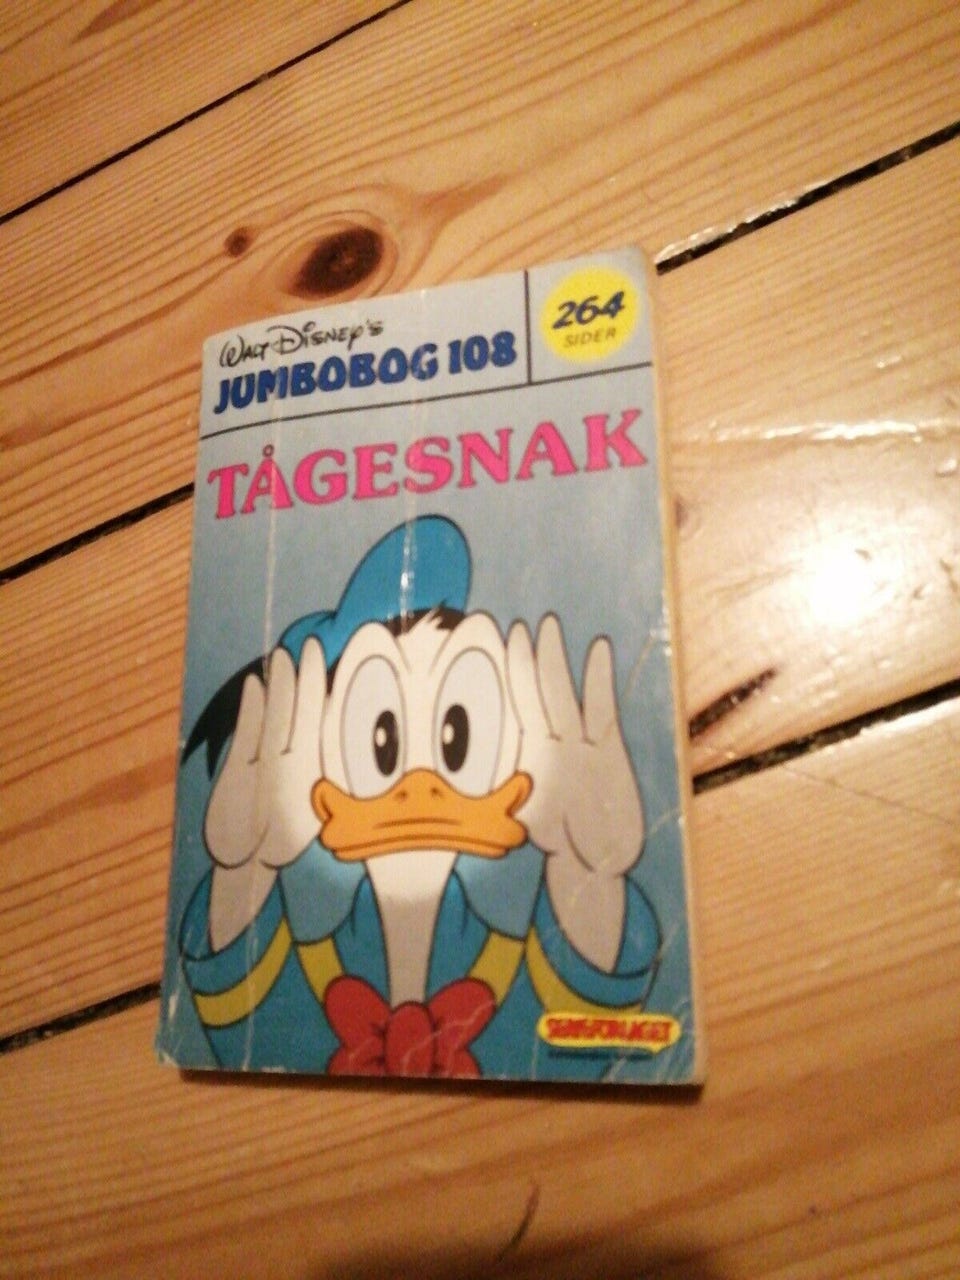 Walt Disney's
JUMBOBOG 108
264
SIDER
TÅGESNAK